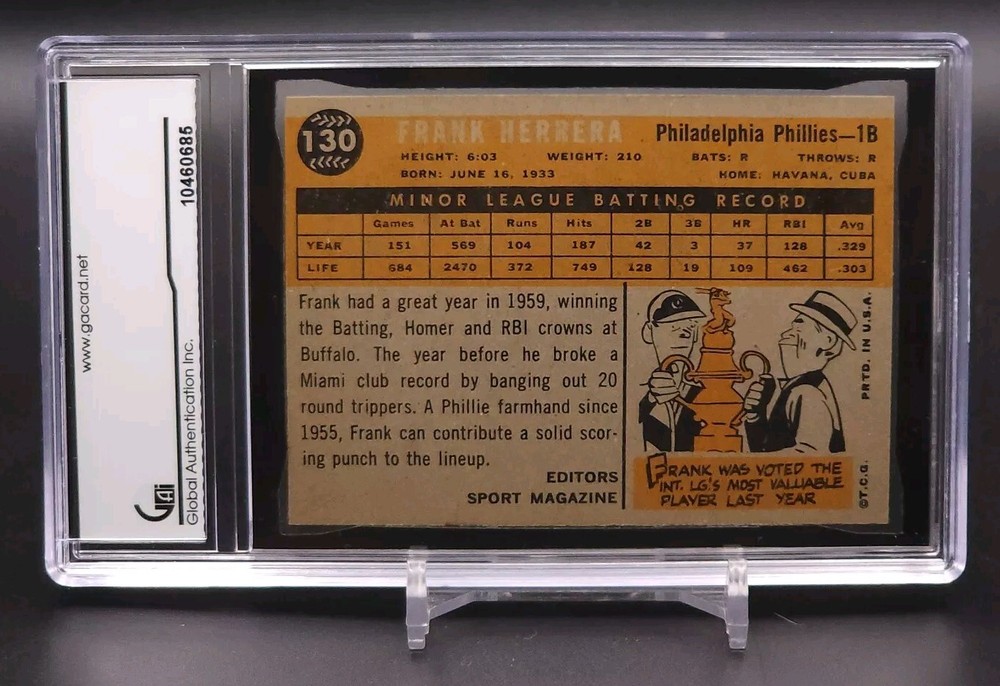 www.gacard.net
10460685
GAi
Global Authentication Inc.
130
FRANK HERRERA
Philadelphia Phillies—1B
HEIGHT: 6:03 WEIGHT: 210 BATS: R THROWS: R
BORN: JUNE 16, 1933 HOME: HAVANA, CUBA
MINOR LEAGUE BATTING RECORD
Games At Bat Runs Hits 2B 3B HR RBI Avg
YEAR 151 569 104 187 42 3 37 128 .329
LIFE 684 2470 372 749 128 19 109 462 .303
Frank had a great year in 1959, winning
the Batting, Homer and RBI crowns at
Buffalo. The year before he broke a
Miami club record by banging out 20
round trippers. A Phillie farmhand since
1955, Frank can contribute a solid scor-
ing punch to the lineup.
EDITORS
SPORT MAGAZINE
FRANK WAS VOTED THE
INT. LG.'S MOST VALUABLE
PLAYER LAST YEAR
PRTD. IN U.S.A.
©T.C.G.